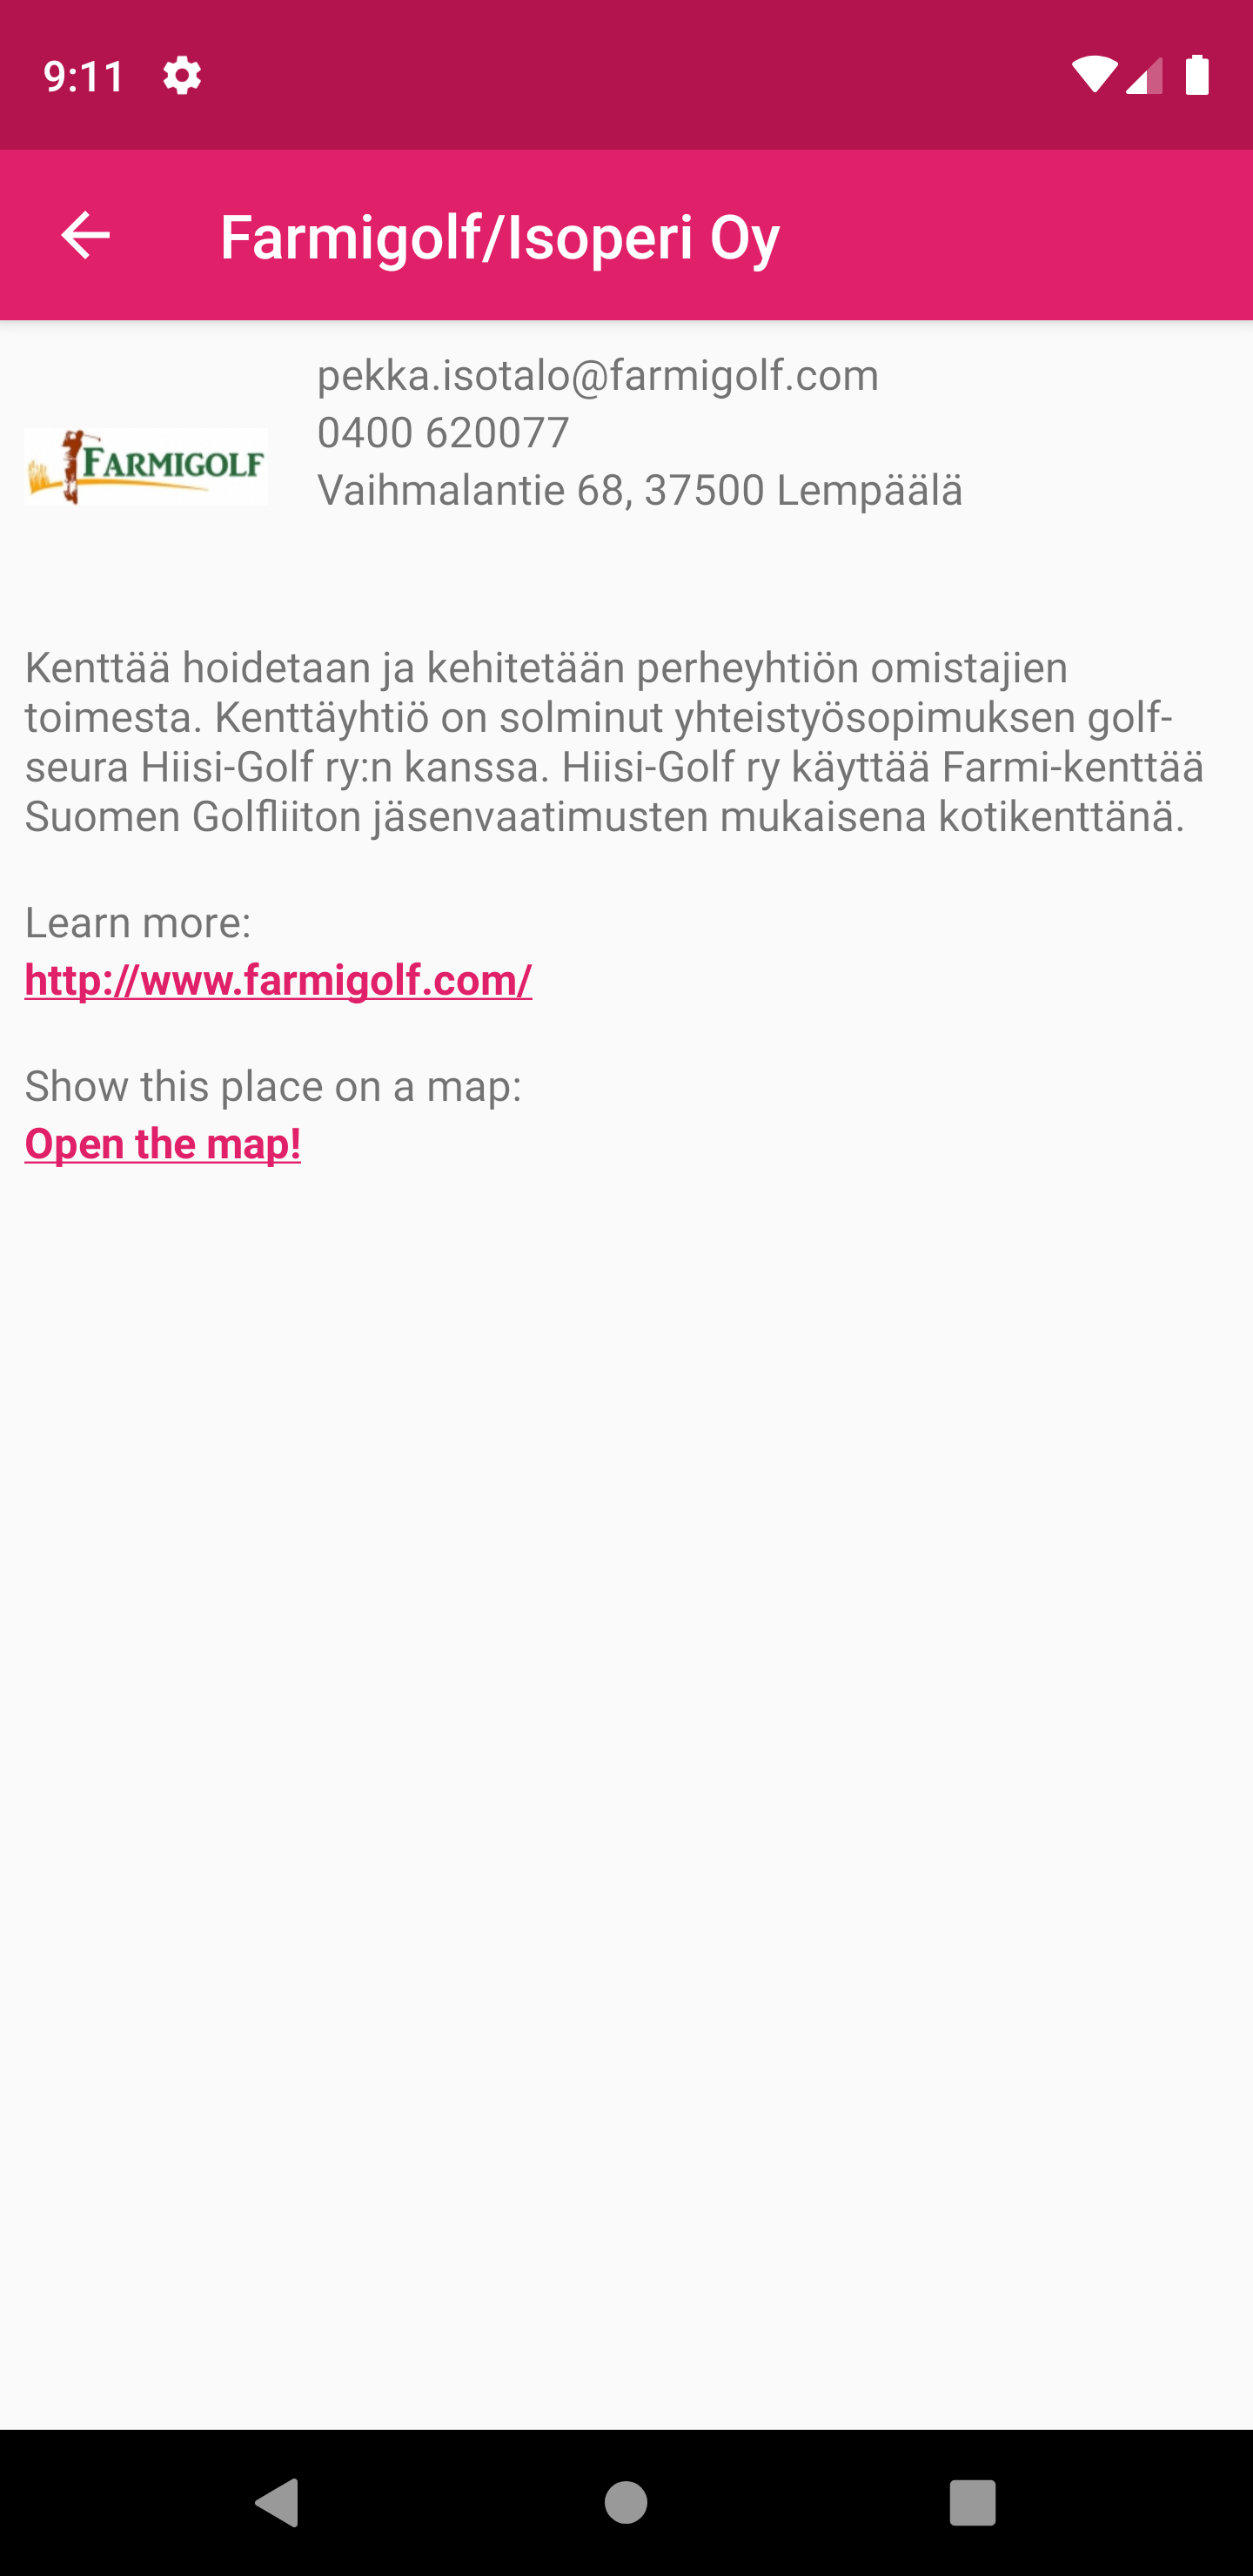 9:11
Farmigolf/Isoperi Oy
pekka.isotalo@farmigolf.com
0400 620077
FARMIGOLF
Vaihmalantie 68, 37500 Lempäälä
Kenttää hoidetaan ja kehitetään perheyhtiön omistajien
toimesta. Kenttäyhtiö on solminut yhteistyösopimuksen golf-
seura Hiisi-Golf ry:n kanssa. Hiisi-Golf ry käyttää Farmi-kenttää
Suomen Golfliiton jäsenvaatimusten mukaisena kotikenttänä.
Learn more:
http://www.farmigolf.com/
Show this place on a map:
Open the map!